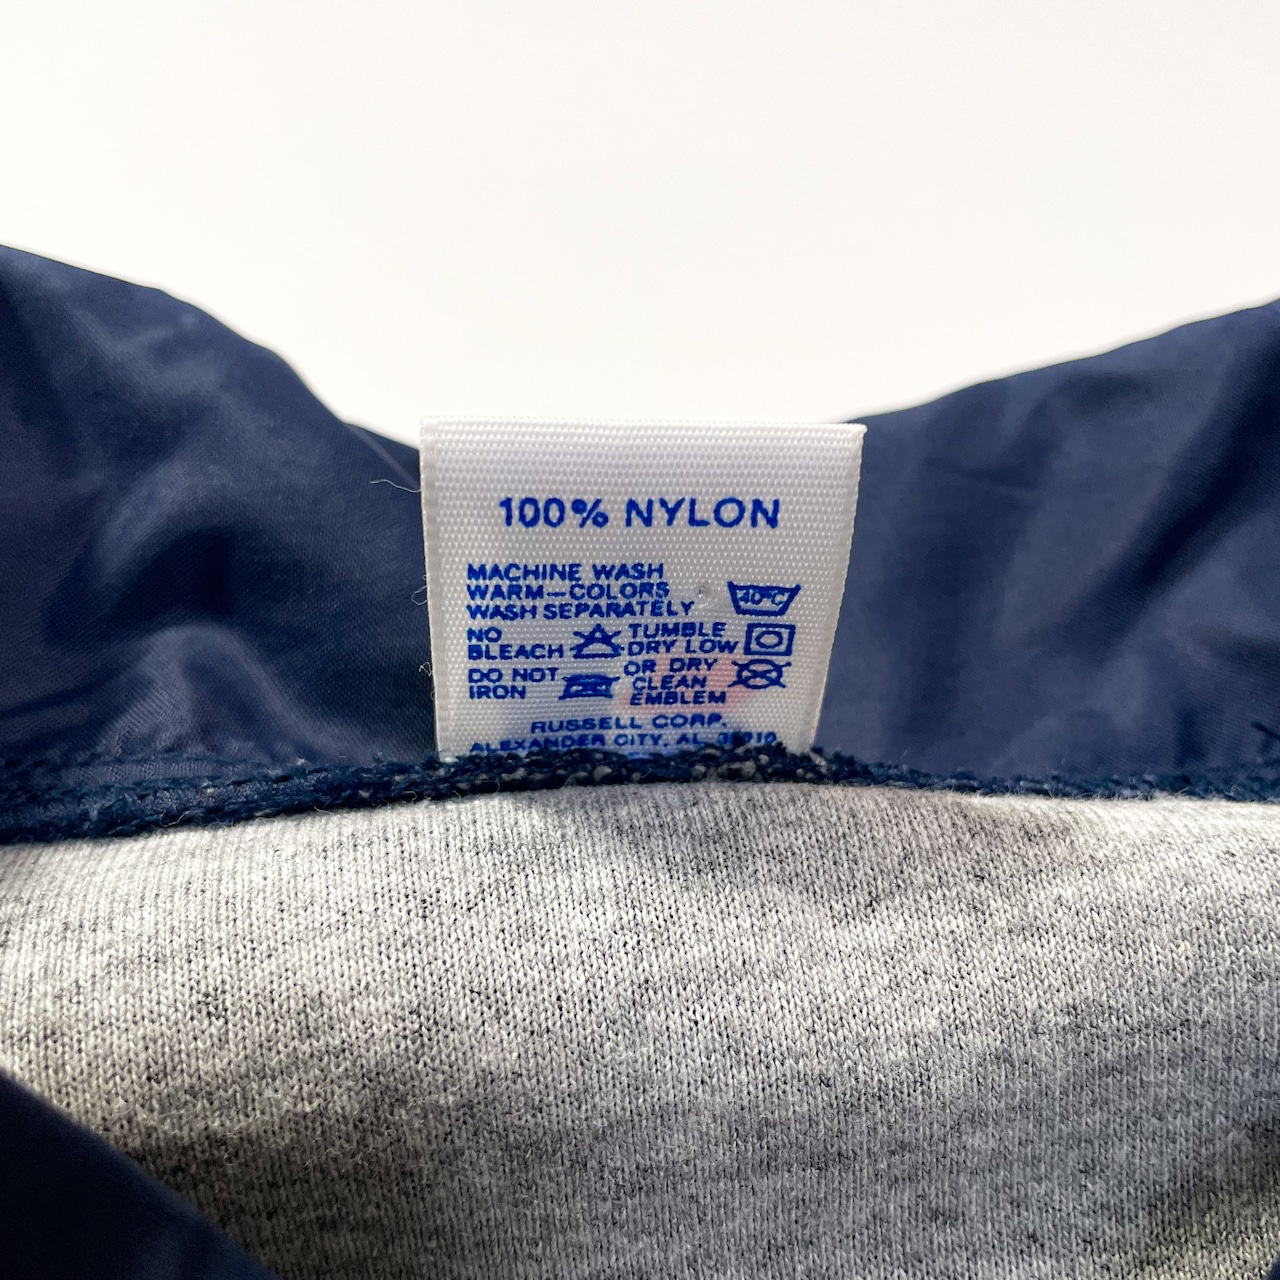 100% NYLON
MACHINE WASH
WARM—COLORS
WASH SEPARATELY
40°C
NO
BLEACH
TUMBLE
DRY LOW
DO NOT
IRON
OR DRY
CLEAN
EMBLEM
RUSSELL CORP.
ALEXANDER CITY, AL